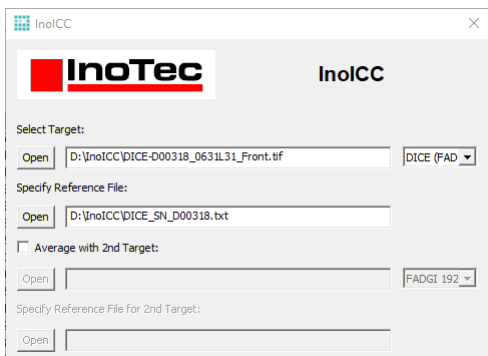 InoICC
InoTec
InoICC
Select Target:
Open D:\InoICC\DICE-D00318_0631L31_Front.tif DICE (FAD
Specify Reference File:
Open D:\InoICC\DICE_SN_D00318.txt
Average with 2nd Target:
Open FADGI 192
Specify Reference File for 2nd Target:
Open